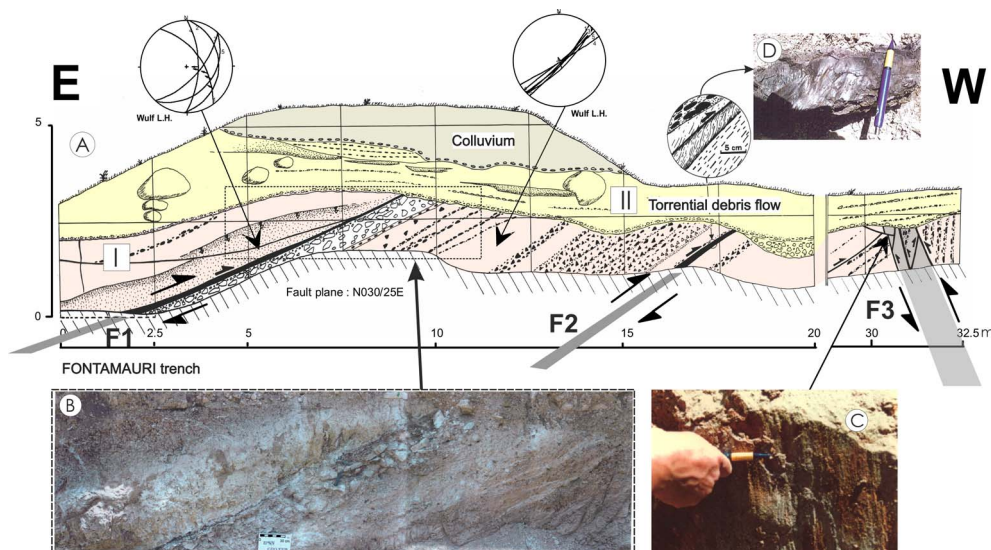 E
W
A
5
0
Wulf L.H.
Wulf L.H.
Colluvium
II
Torrential debris flow
I
5 cm
D
Fault plane : N030/25E
F1
F2
F3
0
2.5
5
10
15
20
30
32.5 m
FONTAMAURI trench
B
C